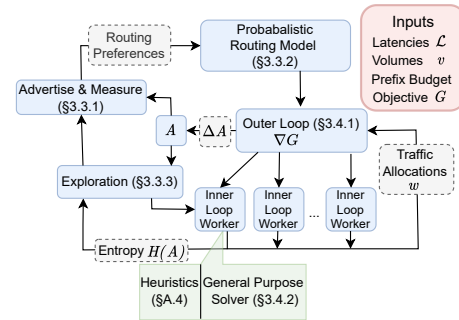 Routing
Preferences
Probabalistic
Routing Model
(§3.3.2)
Inputs
Latencies ℒ
Volumes v
Prefix Budget
Objective G
Advertise & Measure
(§3.3.1)
A
ΔA
Outer Loop (§3.4.1)
∇G
Traffic
Allocations
w
Exploration (§3.3.3)
Inner
Loop
Worker
Inner
Loop
Worker
...
Inner
Loop
Worker
Entropy H(A)
Heuristics
(§A.4)
General Purpose
Solver (§3.4.2)